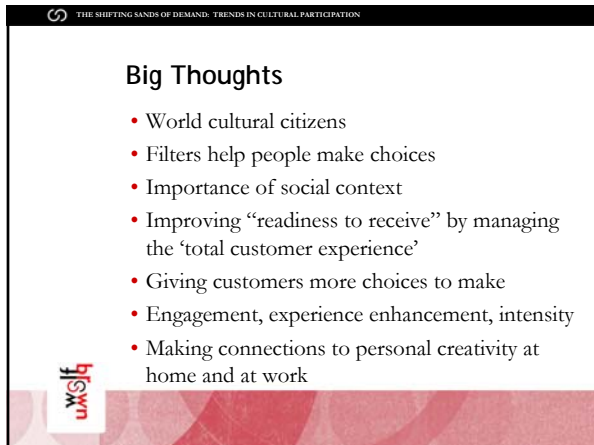 THE SHIFTING SANDS OF DEMAND: TRENDS IN CULTURAL PARTICIPATION
Big Thoughts
• World cultural citizens
• Filters help people make choices
• Importance of social context
• Improving “readiness to receive” by managing
the ‘total customer experience’
• Giving customers more choices to make
• Engagement, experience enhancement, intensity
• Making connections to personal creativity at
home and at work
wolf
brown